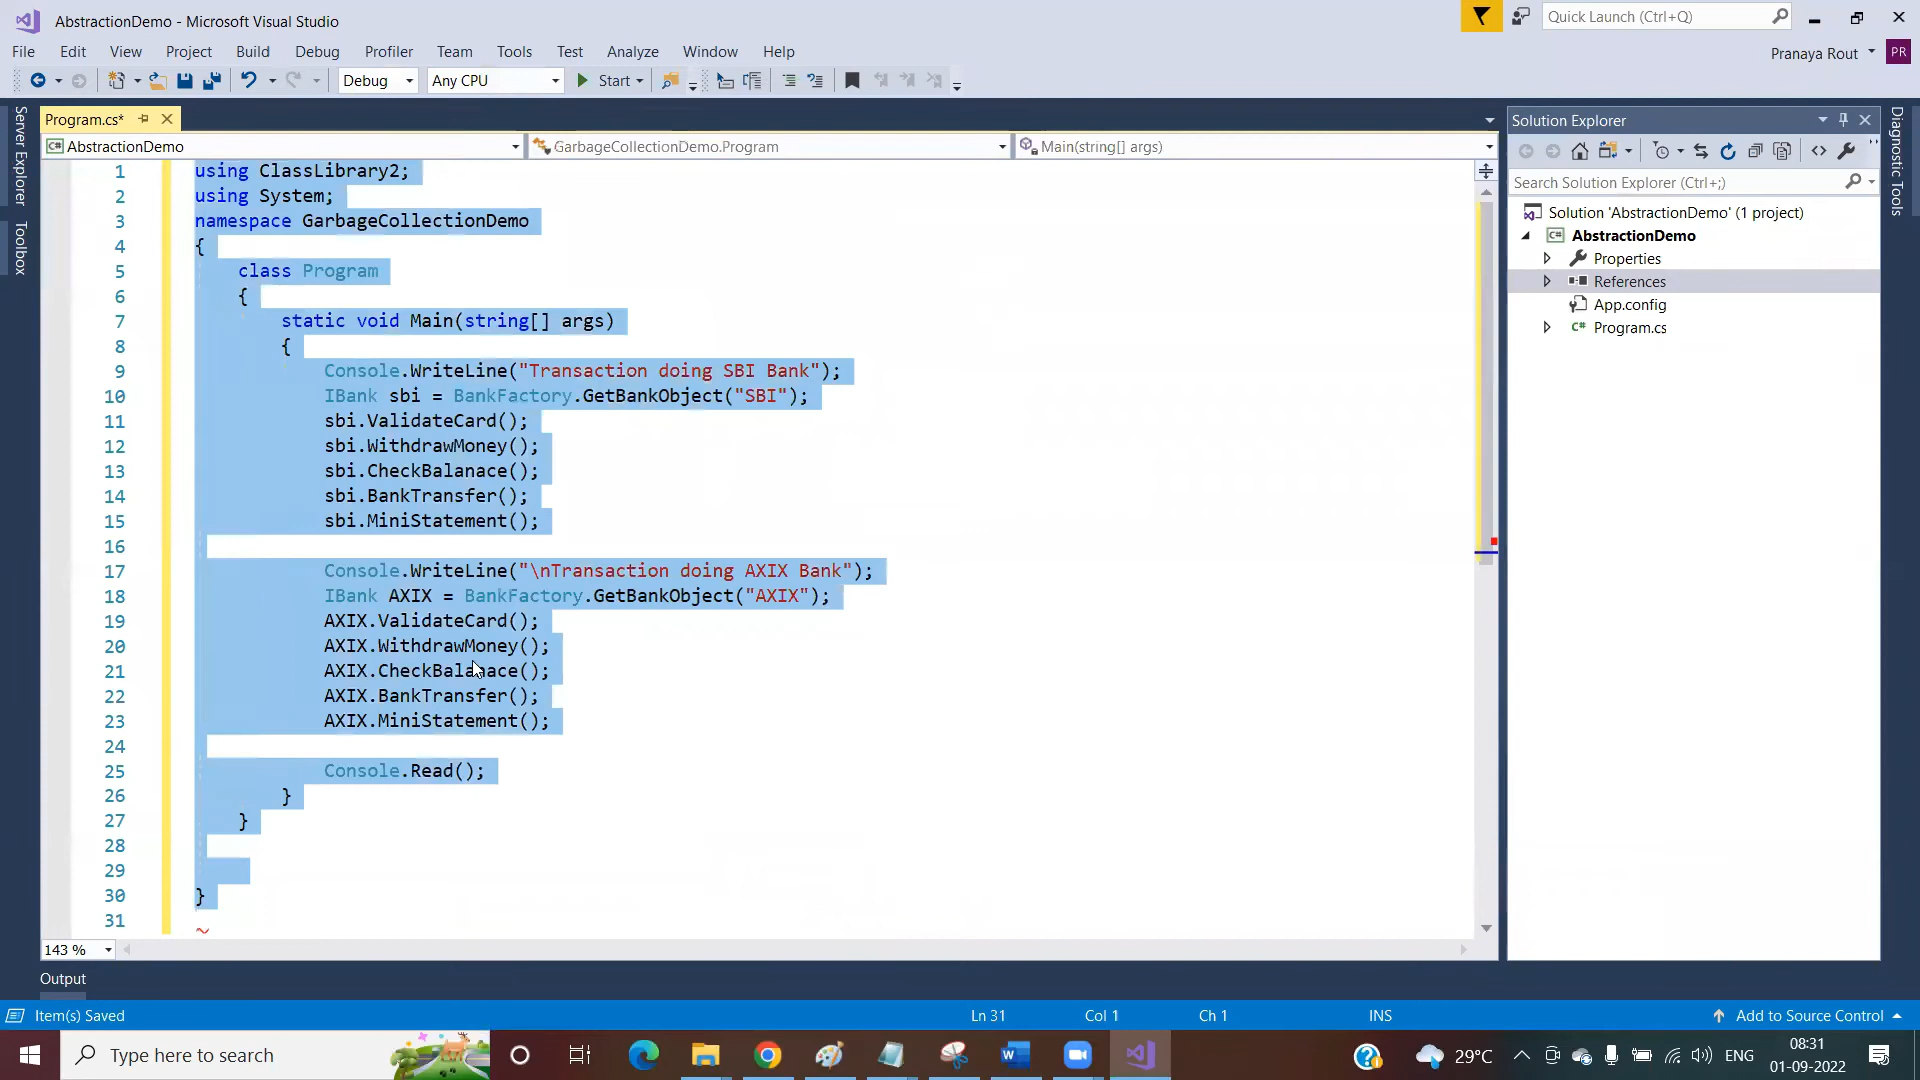 AbstractionDemo - Microsoft Visual Studio
Quick Launch (Ctrl+Q)
File Edit View Project Build Debug Profiler Team Tools Test Analyze Window Help
Pranaya Rout PR
Debug Any CPU Start
Server Explorer
Toolbox
Program.cs*
AbstractionDemo GarbageCollectionDemo.Program Main(string[] args)
1 using ClassLibrary2;
2 using System;
3 namespace GarbageCollectionDemo
4 {
5 class Program
6 {
7 static void Main(string[] args)
8 {
9 Console.WriteLine("Transaction doing SBI Bank");
10 IBank sbi = BankFactory.GetBankObject("SBI");
11 sbi.ValidateCard();
12 sbi.WithdrawMoney();
13 sbi.CheckBalanace();
14 sbi.BankTransfer();
15 sbi.MiniStatement();
16
17 Console.WriteLine("\nTransaction doing AXIX Bank");
18 IBank AXIX = BankFactory.GetBankObject("AXIX");
19 AXIX.ValidateCard();
20 AXIX.WithdrawMoney();
21 AXIX.CheckBalanace();
22 AXIX.BankTransfer();
23 AXIX.MiniStatement();
24
25 Console.Read();
26 }
27 }
28
29
30 }
31
143 %
Output
Solution Explorer
Search Solution Explorer (Ctrl+;)
Solution 'AbstractionDemo' (1 project)
C# AbstractionDemo
Properties
References
App.config
C# Program.cs
Diagnostic Tools
Item(s) Saved Ln 31 Col 1 Ch 1 INS Add to Source Control
Type here to search
29°C ENG
08:31
01-09-2022